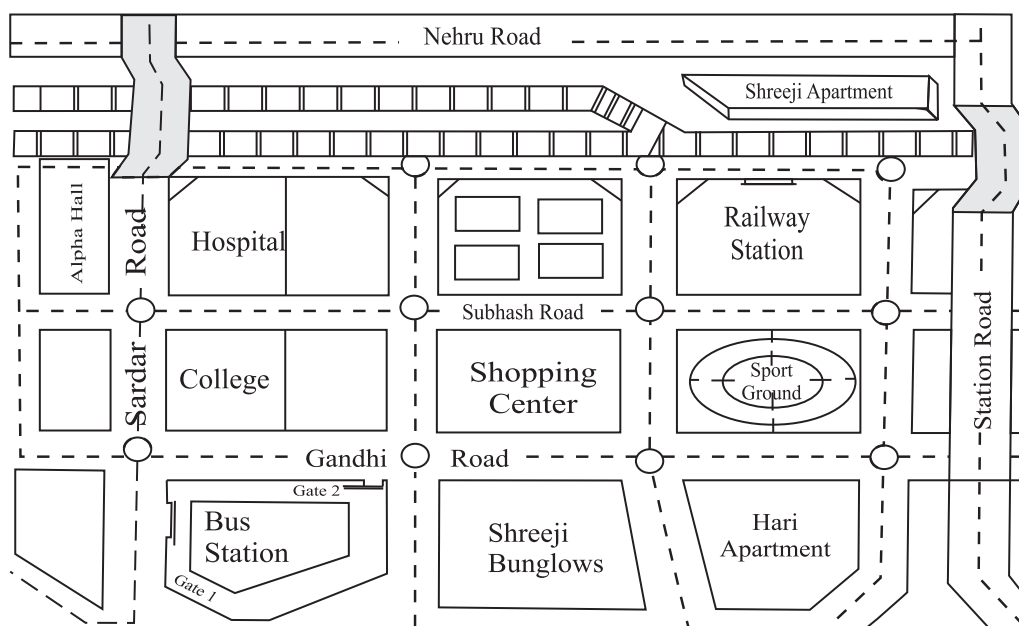 Nehru Road
Shreeji Apartment
Alpha Hall
Sardar Road
Hospital
Railway
Station
Subhash Road
College
Shopping
Center
Sport
Ground
Station Road
Gandhi Road
Gate 2
Bus
Station
Gate 1
Shreeji
Bunglows
Hari
Apartment